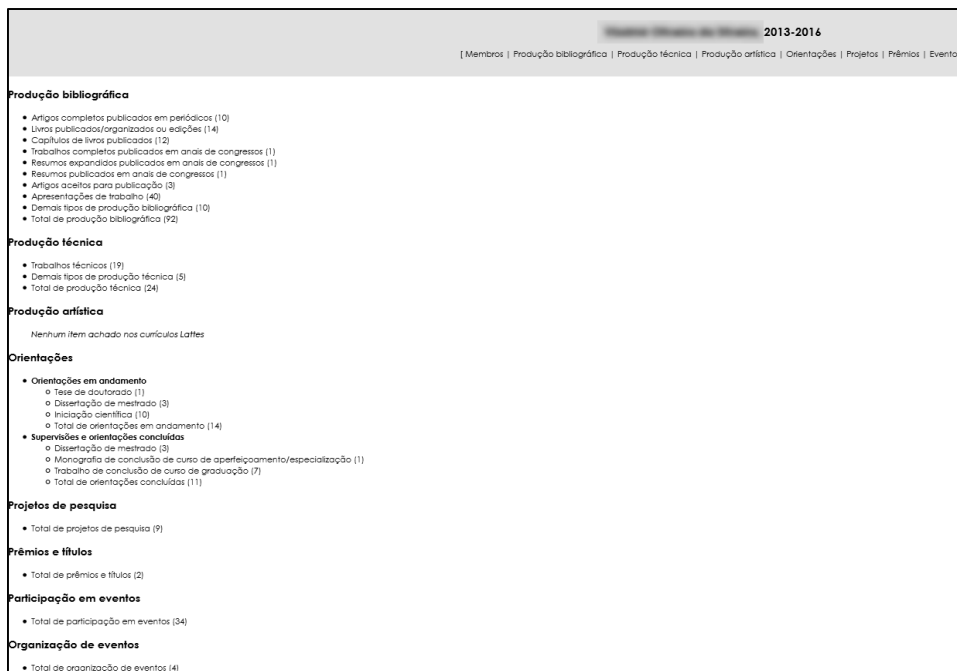 2013-2016
[ Membros | Produção bibliográfica | Produção técnica | Produção artística | Orientações | Projetos | Prêmios | Evento
Produção bibliográfica
• Artigos completos publicados em periódicos (10)
• Livros publicados/organizados ou edições (14)
• Capítulos de livros publicados (12)
• Trabalhos completos publicados em anais de congressos (1)
• Resumos expandidos publicados em anais de congressos (1)
• Resumos publicados em anais de congressos (1)
• Artigos aceitos para publicação (3)
• Apresentações de trabalho (40)
• Demais tipos de produção bibliográfica (10)
• Total de produção bibliográfica (92)
Produção técnica
• Trabalhos técnicos (19)
• Demais tipos de produção técnica (5)
• Total de produção técnica (24)
Produção artística
Nenhum item achado nos currículos Lattes
Orientações
• Orientações em andamento
o Tese de doutorado (1)
o Dissertação de mestrado (3)
o Iniciação científica (10)
o Total de orientações em andamento (14)
• Supervisões e orientações concluídas
o Dissertação de mestrado (3)
o Monografia de conclusão de curso de aperfeiçoamento/especialização (1)
o Trabalho de conclusão de curso de graduação (7)
o Total de orientações concluídas (11)
Projetos de pesquisa
• Total de projetos de pesquisa (9)
Prêmios e títulos
• Total de prêmios e títulos (2)
Participação em eventos
• Total de participação em eventos (34)
Organização de eventos
• Total de organização de eventos (4)